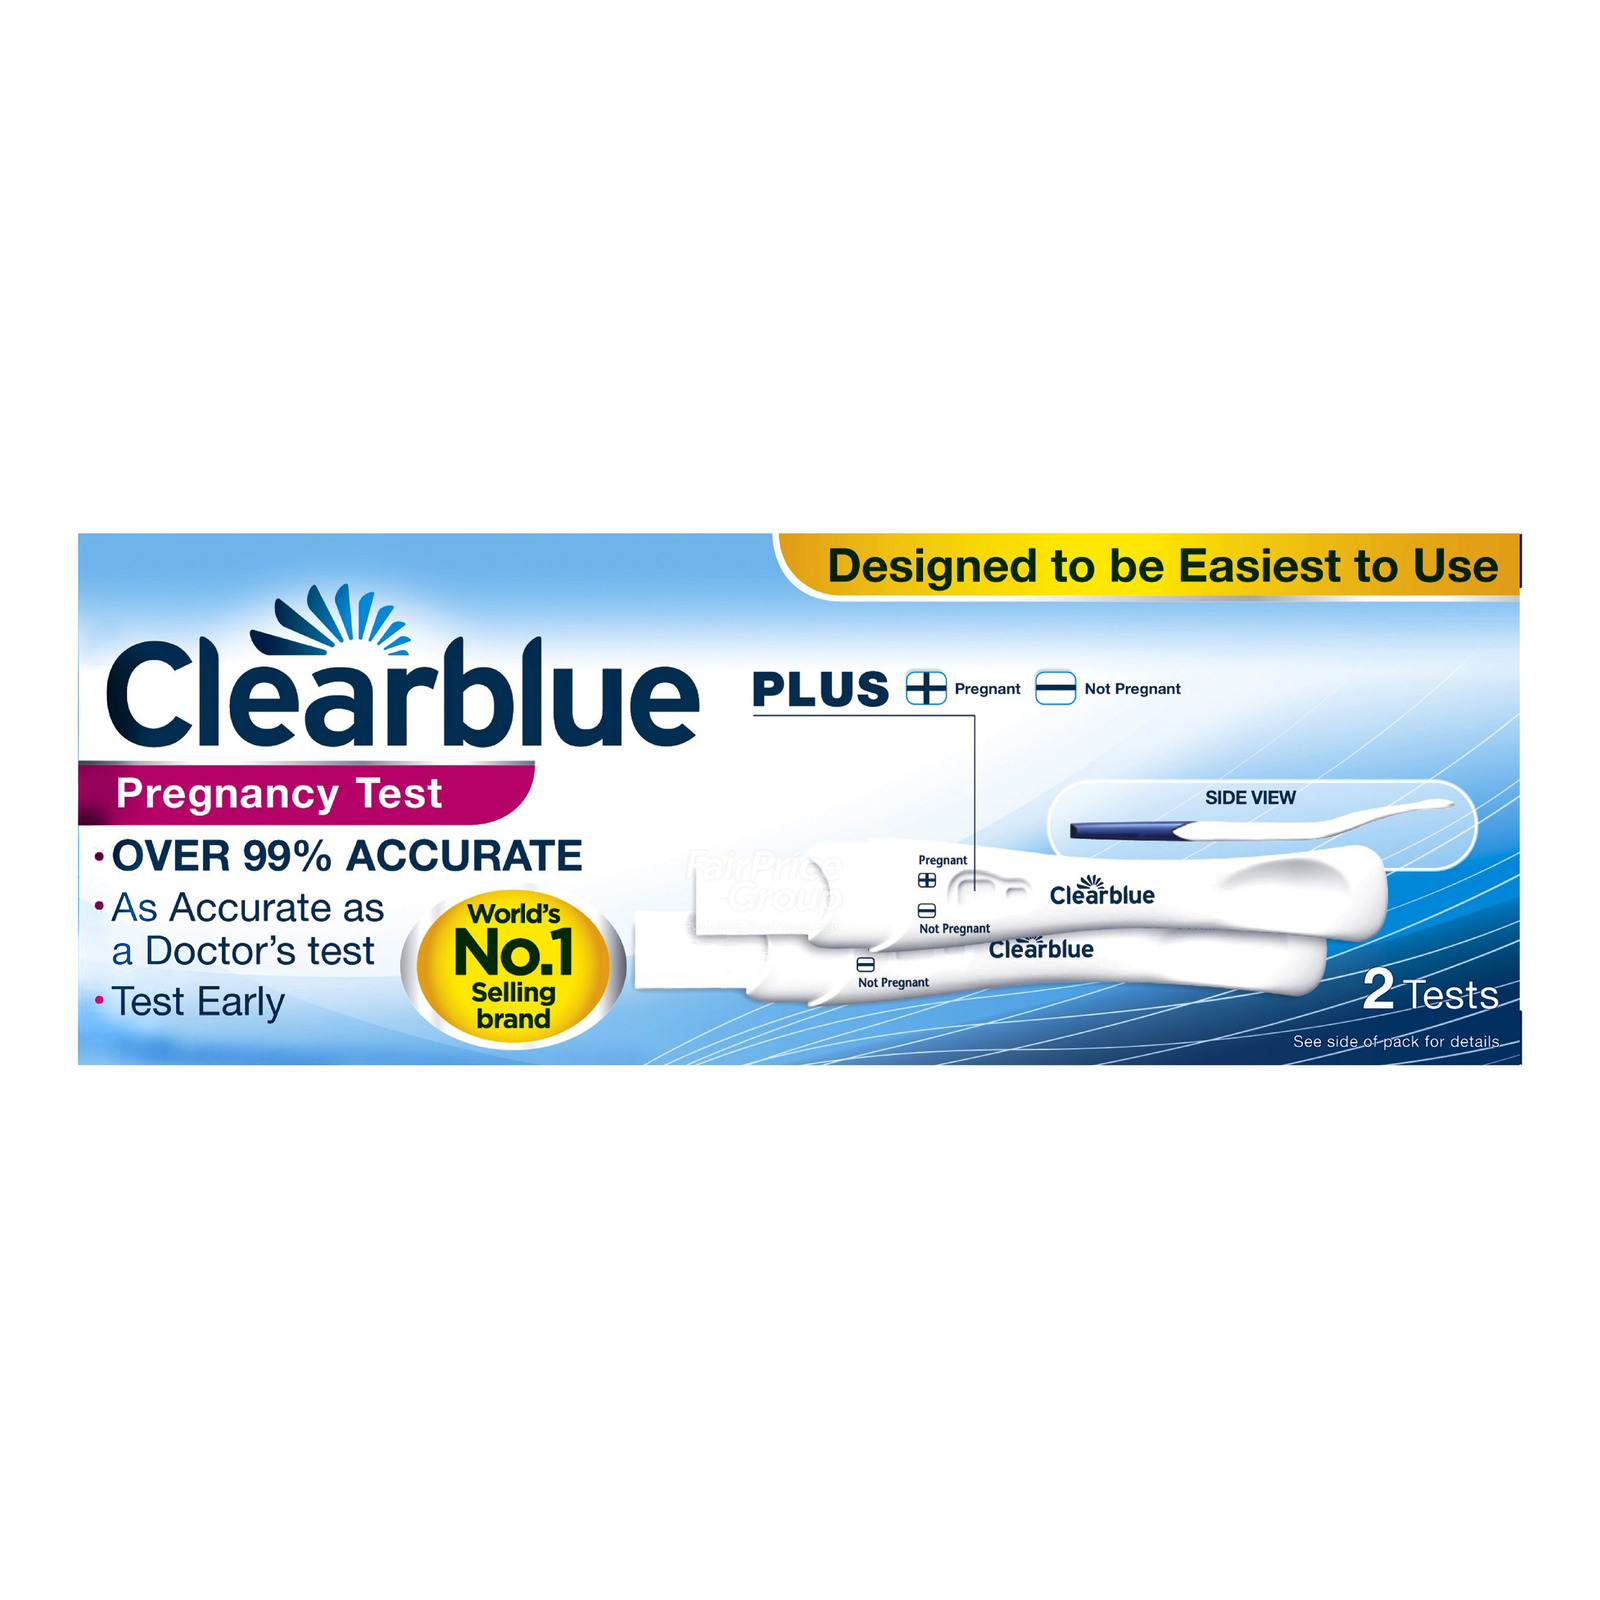 Designed to be Easiest to Use
Clearblue
PLUS Pregnant Not Pregnant
Pregnancy Test
SIDE VIEW
• OVER 99% ACCURATE
• As Accurate as
a Doctor's test
• Test Early
World's
No.1
Selling
brand
FairPrice
Group
Pregnant
Not Pregnant
Clearblue
Not Pregnant
Clearblue
2 Tests
See side of pack for details.